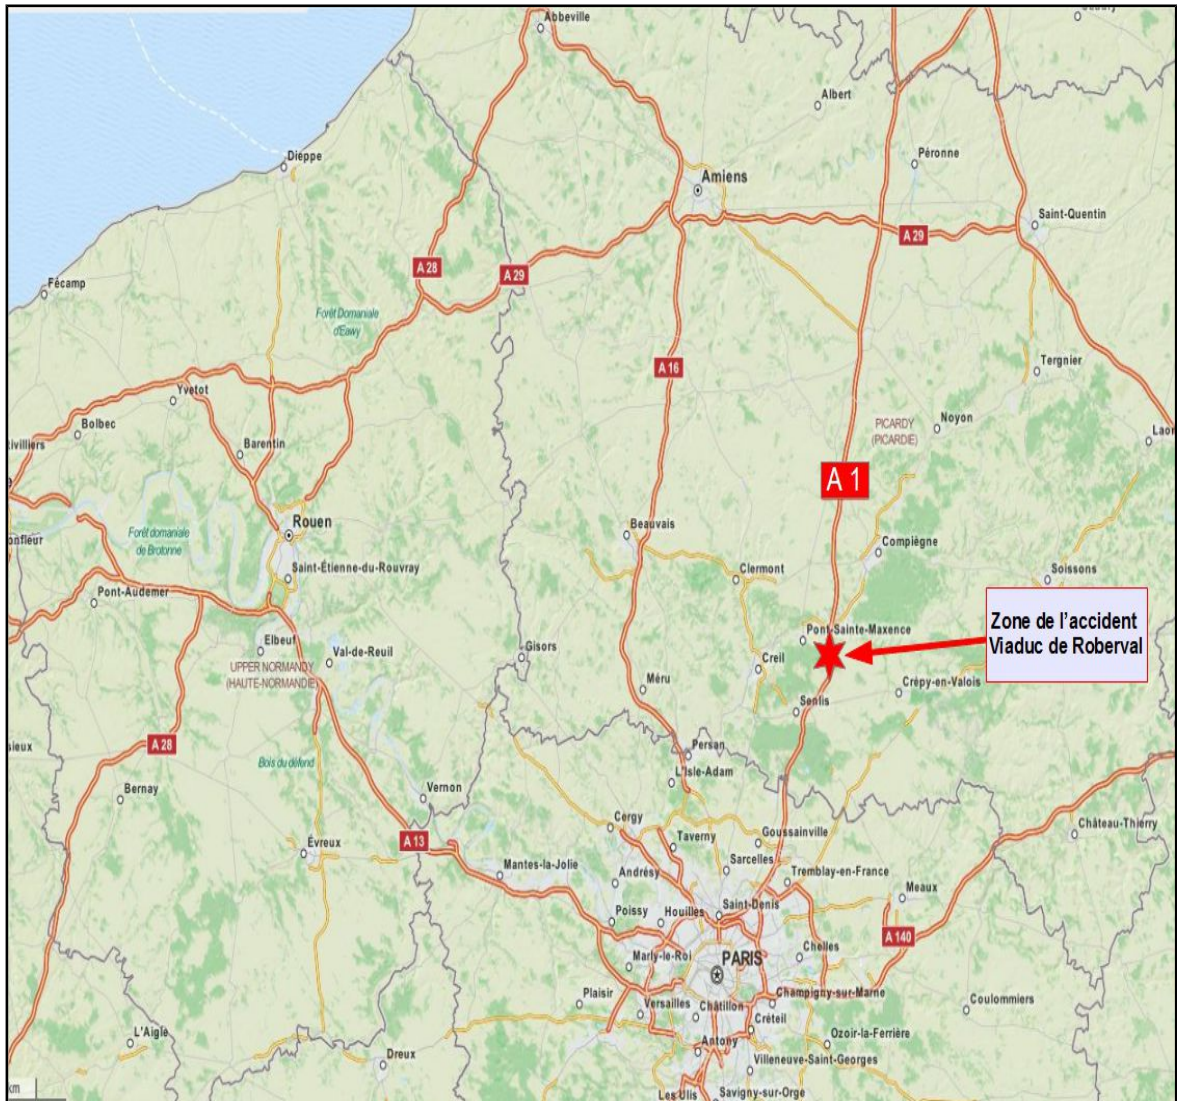 Abbeville
Albert
Dieppe
Péronne
Amiens
Saint-Quentin
A 29
A 28
A 29
Fécamp
Forêt Domaniale
d'Eawy
A 16
Tergnier
Yvetot
Bolbec
tivilliers
Barentin
PICARDY
(PICARDIE)
Noyon
Laon
A 1
Rouen
Beauvais
Forêt domaniale
de Brotonne
onfleur
Compiègne
Saint-Étienne-du-Rouvray
Clermont
Soissons
Pont-Audemer
Zone de l'accident
Viaduc de Roberval
Pont-Sainte-Maxence
Elbeuf
Val-de-Reuil
Gisors
UPPER NORMANDY
(HAUTE-NORMANDIE)
Creil
Méru
Crépy-en-Valois
Senlis
A 28
sieux
Persan
Bois du défend
L'Isle-Adam
Bernay
Vernon
Cergy
Taverny
Goussainville
Château-Thierry
Évreux
A 13
Mantes-la-Jolie
Sarcelles
Andrésy
Tremblay-en-France
Meaux
Poissy
Houilles
Saint-Denis
A 140
Chelles
Marly-le-Roi
PARIS
Plaisir
Versailles
Châtillon
Champigny-sur-Marne
Coulommiers
Créteil
L'Aigle
Ozoir-la-Ferrière
Antony
Dreux
Villeneuve-Saint-Georges
km
Les Ulis
Savigny-sur-Orge